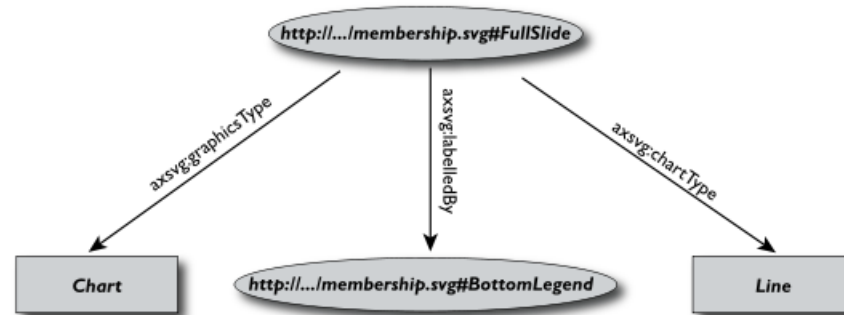 http://.../membership.svg#FullSlide
axsvg:graphicsType
axsvg:labelledBy
axsvg:chartType
Chart
http://.../membership.svg#BottomLegend
Line